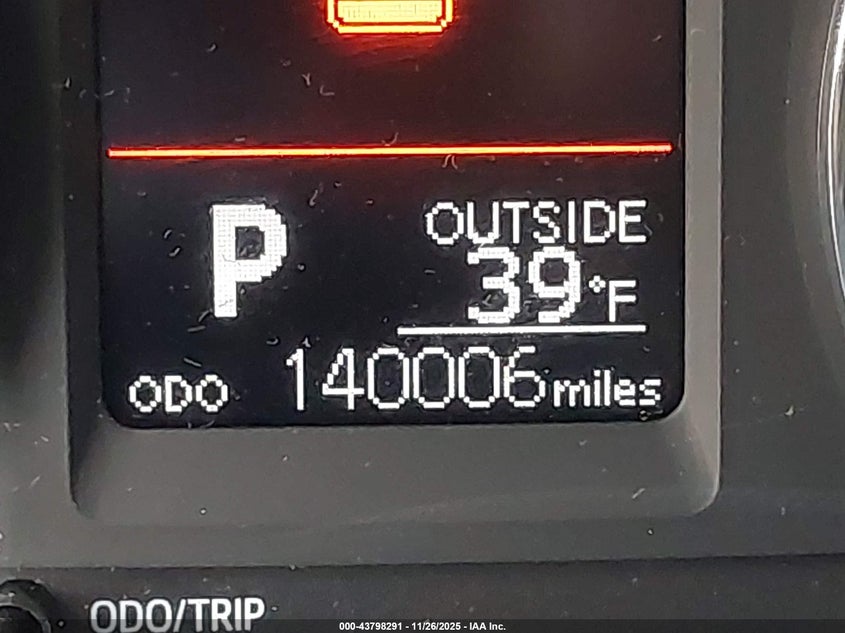 P
OUTSIDE
39°F
ODO 140006 miles
ODO/TRIP
000-43798291 - 11/26/2025 - IAA Inc.